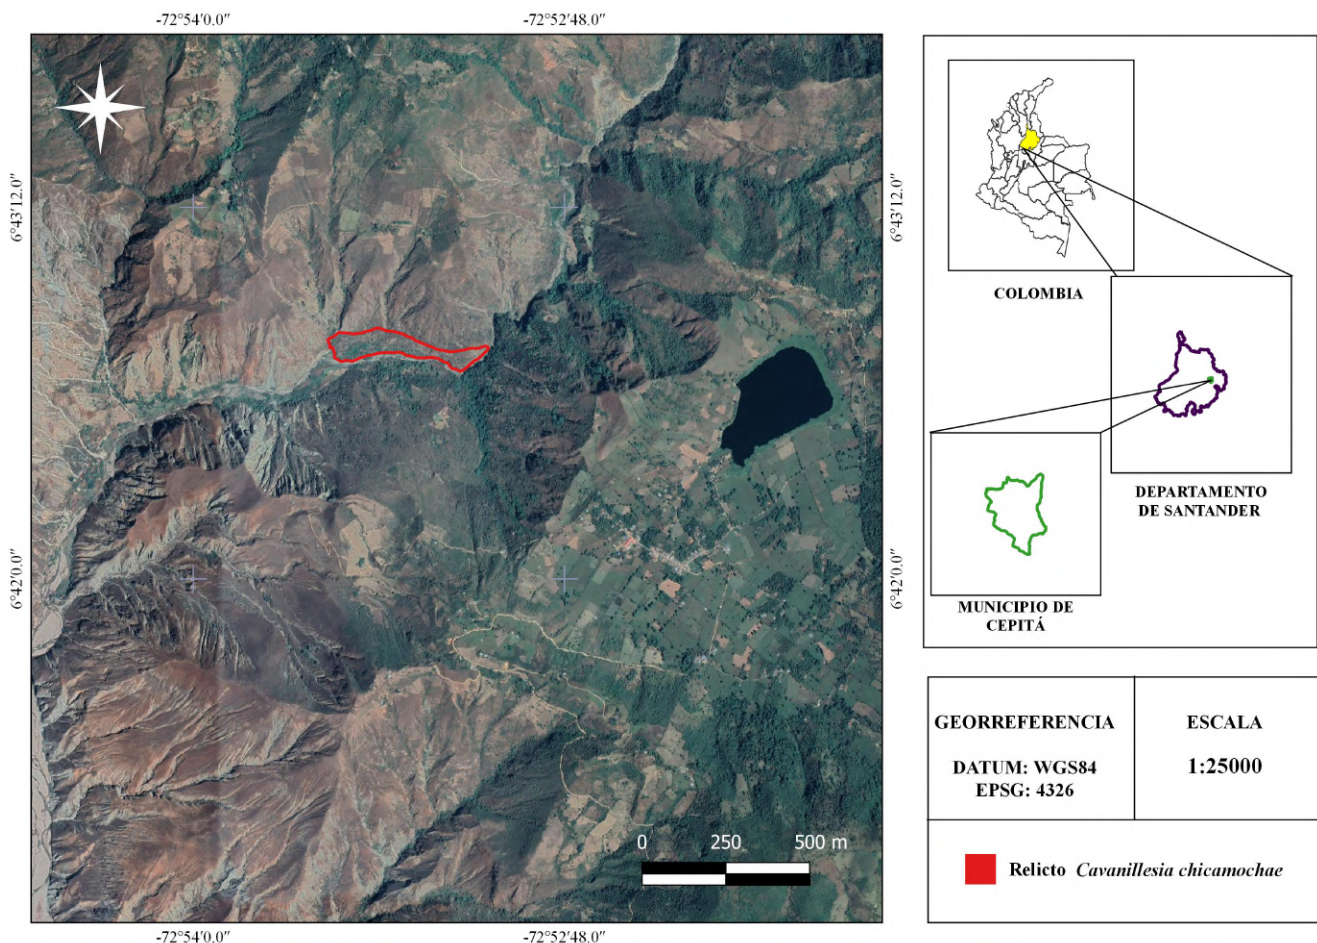 -72°54'0.0" -72°52'48.0"
6°43'12.0" 6°43'12.0"
6°42'0.0" 6°42'0.0"
0 250 500 m
-72°54'0.0" -72°52'48.0"
COLOMBIA
DEPARTAMENTO
DE SANTANDER
MUNICIPIO DE
CEPITÁ
GEORREFERENCIA
DATUM: WGS84
EPSG: 4326
ESCALA
1:25000
Relicto Cavanillesia chicamochae